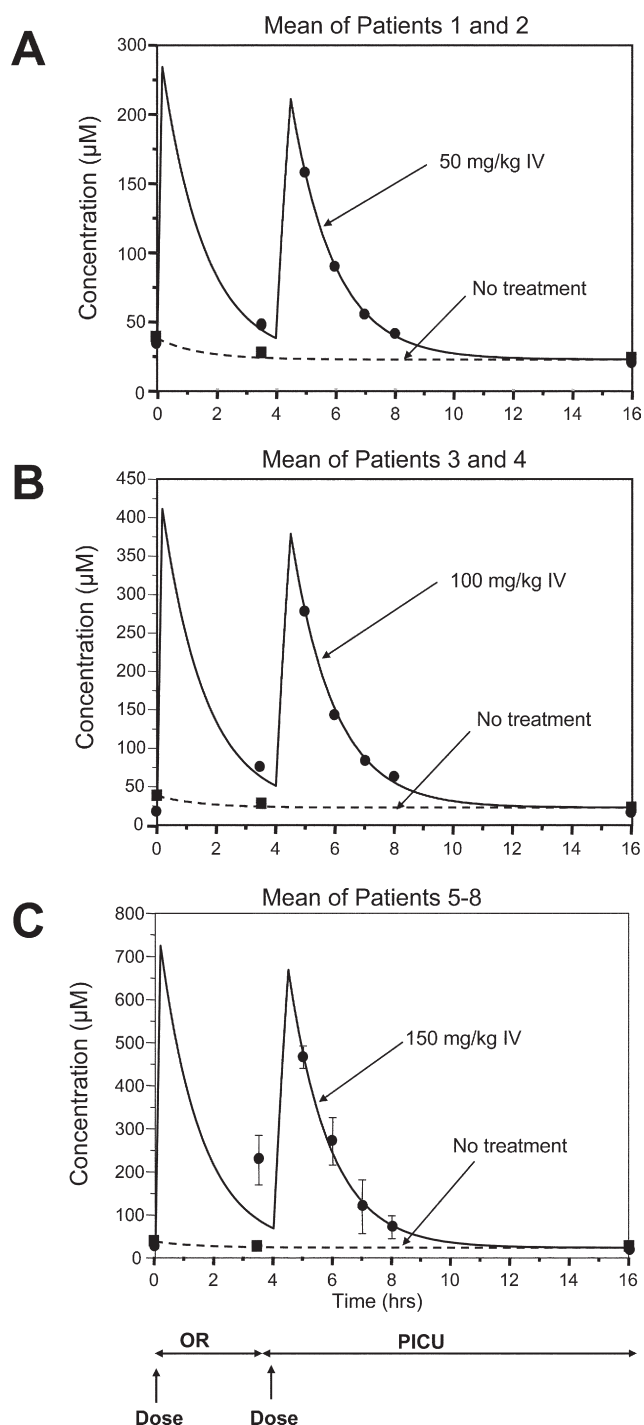 A
Mean of Patients 1 and 2
Concentration (µM)
300
200
150
100
50
0
50 mg/kg IV
No treatment
0 2 4 6 8 10 12 14 16
B
Mean of Patients 3 and 4
Concentration (µM)
450
400
350
300
250
200
150
100
50
0
100 mg/kg IV
No treatment
0 2 4 6 8 10 12 14 16
C
Mean of Patients 5-8
Concentration (µM)
800
700
600
500
400
300
200
100
0
150 mg/kg IV
No treatment
0 2 4 6 8 10 12 14 16
Time (hrs)
OR PICU
Dose Dose